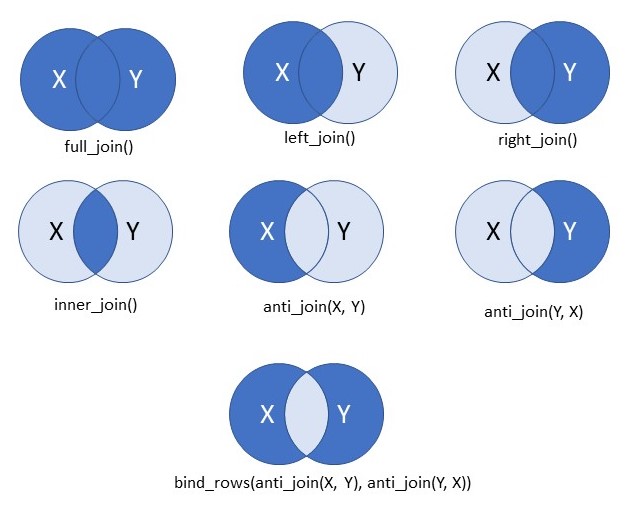 X Y
full_join()
X Y
left_join()
X Y
right_join()
X Y
inner_join()
X Y
anti_join(X, Y)
X Y
anti_join(Y, X)
X Y
bind_rows(anti_join(X, Y), anti_join(Y, X))